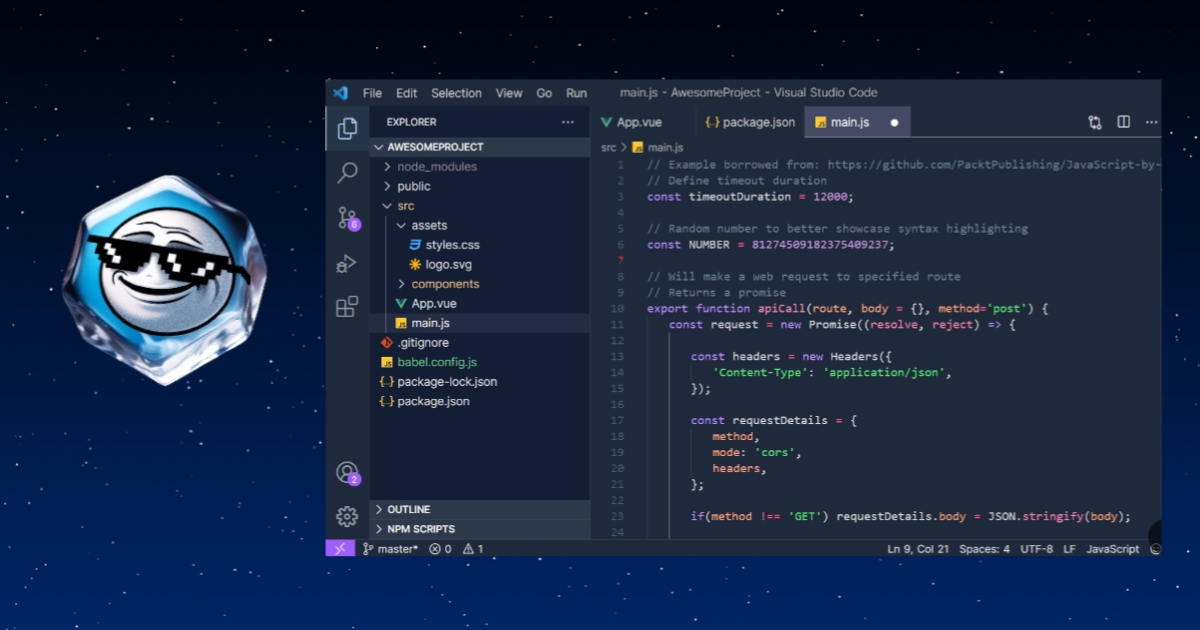 File Edit Selection View Go Run main.js - AwesomeProject - Visual Studio Code
EXPLORER ···
AWESOMEPROJECT
node_modules
public
src
assets
styles.css
logo.svg
components
App.vue
main.js
.gitignore
babel.config.js
package-lock.json
package.json
OUTLINE
NPM SCRIPTS
6
2
App.vue {..} package.json main.js
src > main.js
1 // Example borrowed from: https://github.com/PacktPublishing/JavaScript-by-
2 // Define timeout duration
3 const timeoutDuration = 12000;
4
5 // Random number to better showcase syntax highlighting
6 const NUMBER = 81274509182375409237;
7
8 // Will make a web request to specified route
9 // Returns a promise
10 export function apiCall(route, body = {}, method='post') {
11 const request = new Promise((resolve, reject) => {
12
13 const headers = new Headers({
14 'Content-Type': 'application/json',
15 });
16
17 const requestDetails = {
18 method,
19 mode: 'cors',
20 headers,
21 };
22
23 if(method !== 'GET') requestDetails.body = JSON.stringify(body);
24
master* 0 1 Ln 9, Col 21 Spaces: 4 UTF-8 LF JavaScript